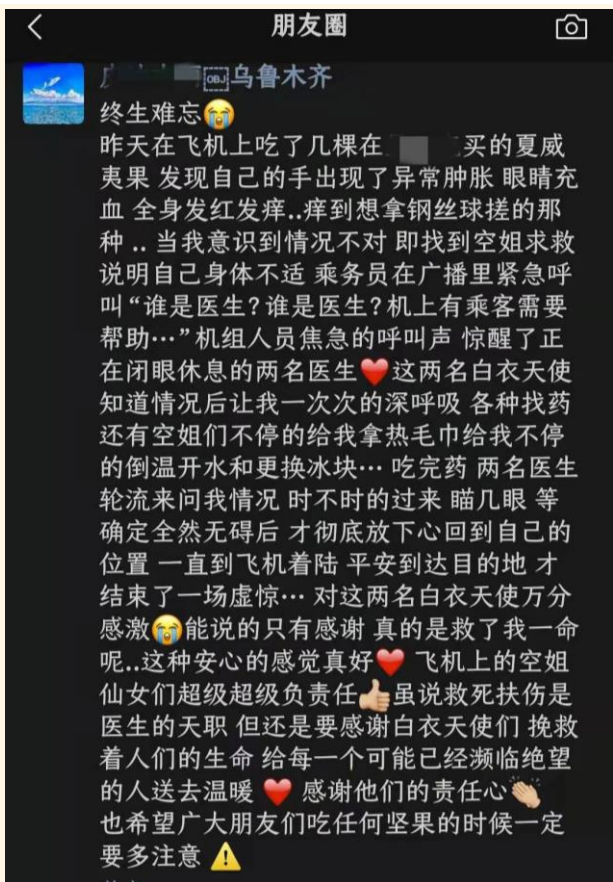 朋友圈
乌鲁木齐
终生难忘😭
昨天在飞机上吃了几棵在 买的夏威
夷果 发现自己的手出现了异常肿胀 眼睛充
血 全身发红发痒..痒到想拿钢丝球搓的那
种 .. 当我意识到情况不对 即找到空姐求救
说明自己身体不适 乘务员在广播里紧急呼
叫“谁是医生?谁是医生?机上有乘客需要
帮助…”机组人员焦急的呼叫声 惊醒了正
在闭眼休息的两名医生❤️这两名白衣天使
知道情况后让我一次次的深呼吸 各种找药
还有空姐们不停的给我拿热毛巾给我不停
的倒温开水和更换冰块… 吃完药 两名医生
轮流来问我情况 时不时的过来 瞄几眼 等
确定全然无碍后 才彻底放下心回到自己的
位置 一直到飞机着陆 平安到达目的地 才
结束了一场虚惊… 对这两名白衣天使万分
感激😭能说的只有感谢 真的是救了我一命
呢..这种安心的感觉真好❤️ 飞机上的空姐
仙女们超级超级负责任👍🏻虽说救死扶伤是
医生的天职 但还是要感谢白衣天使们 挽救
着人们的生命 给每一个可能已经濒临绝望
的人送去温暖 ❤️ 感谢他们的责任心👏🏻
也希望广大朋友们吃任何坚果的时候一定
要多注意 ⚠️